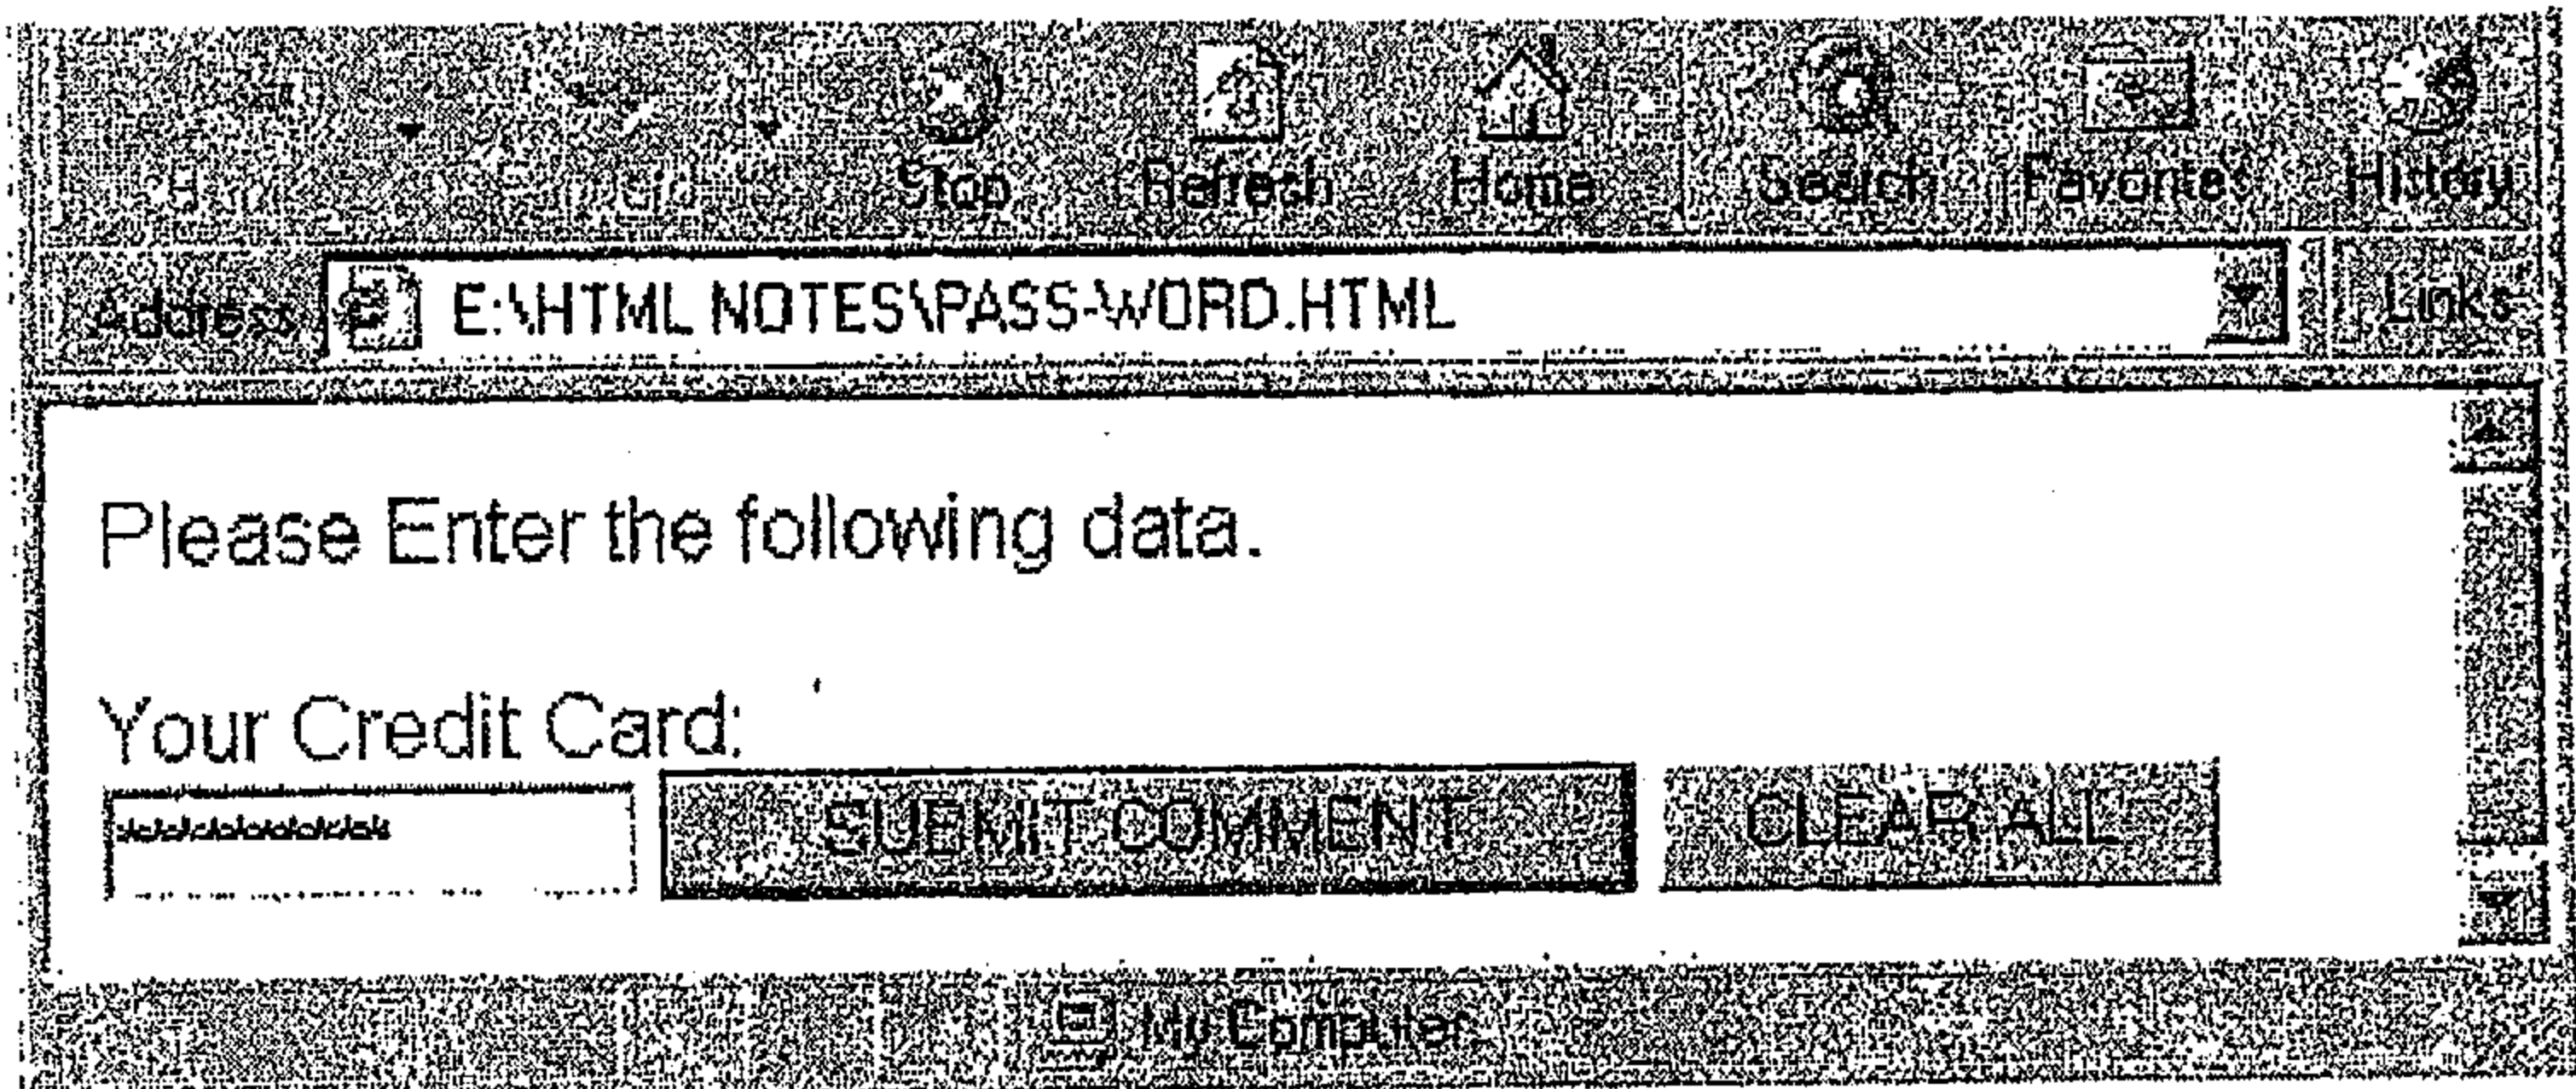 Stop Refresh Home Search Favorites History
Address E:\HTML NOTES\PASS-WORD.HTML Links
Please Enter the following data.
Your Credit Card:
SUBMIT COMMENT CLEAR ALL
My Computer